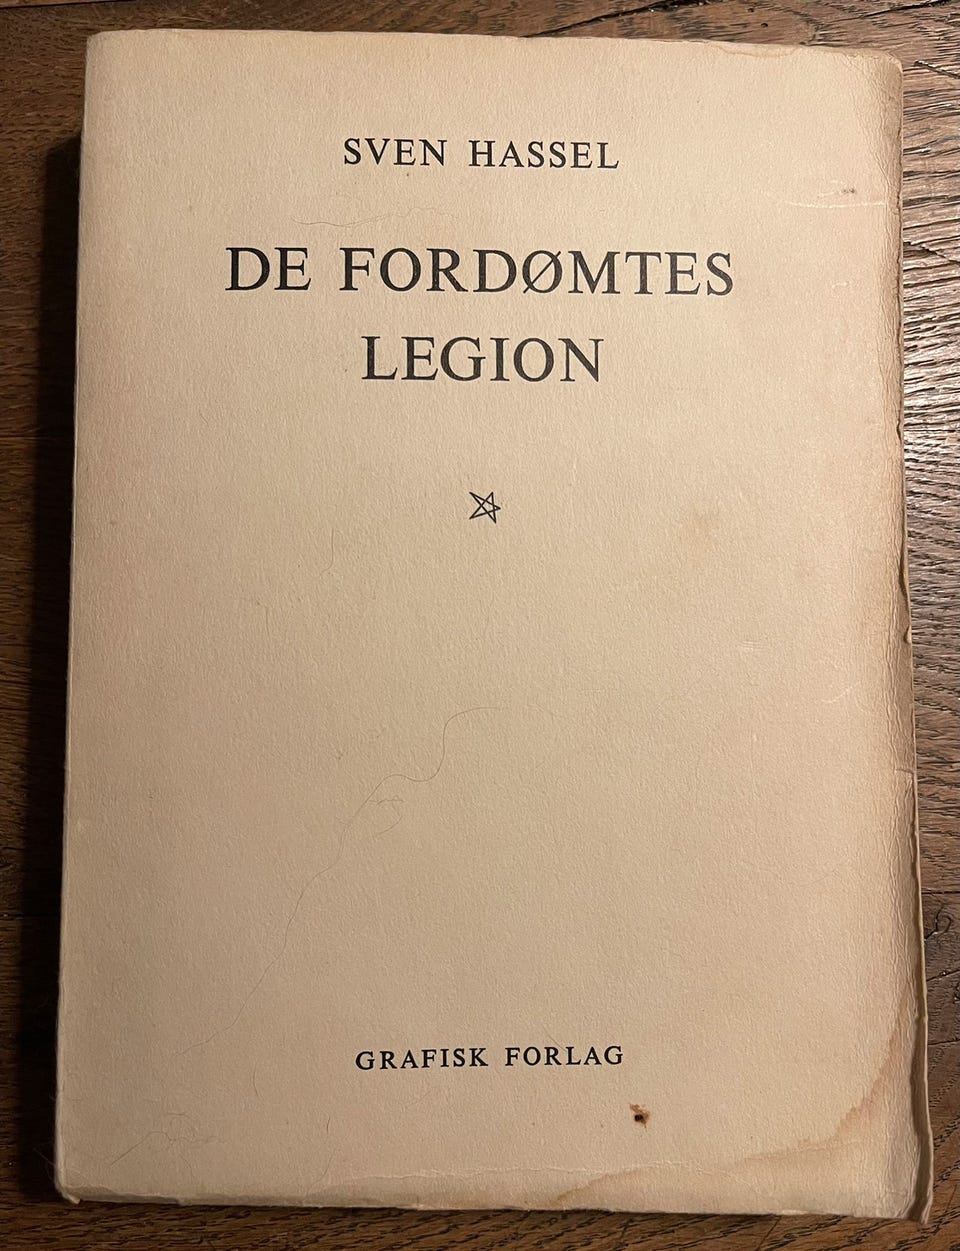 SVEN HASSEL
DE FORDØMTES
LEGION
GRAFISK FORLAG